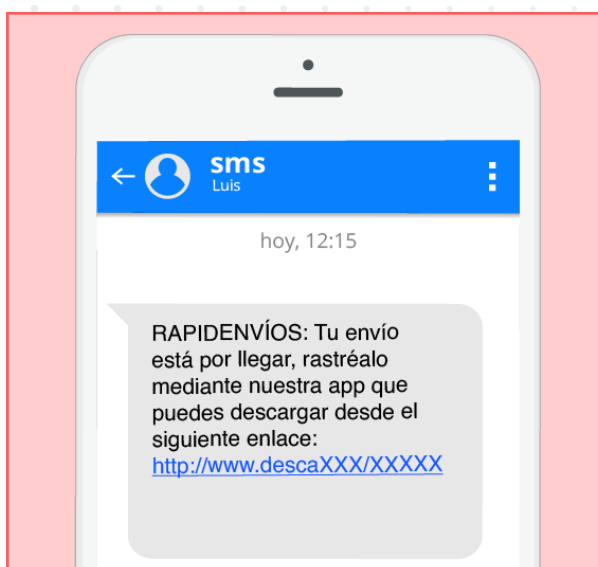 sms
Luis
hoy, 12:15
RAPIDENVÍOS: Tu envío
está por llegar, rastréalo
mediante nuestra app que
puedes descargar desde el
siguiente enlace:
http://www.descaXXX/XXXXX